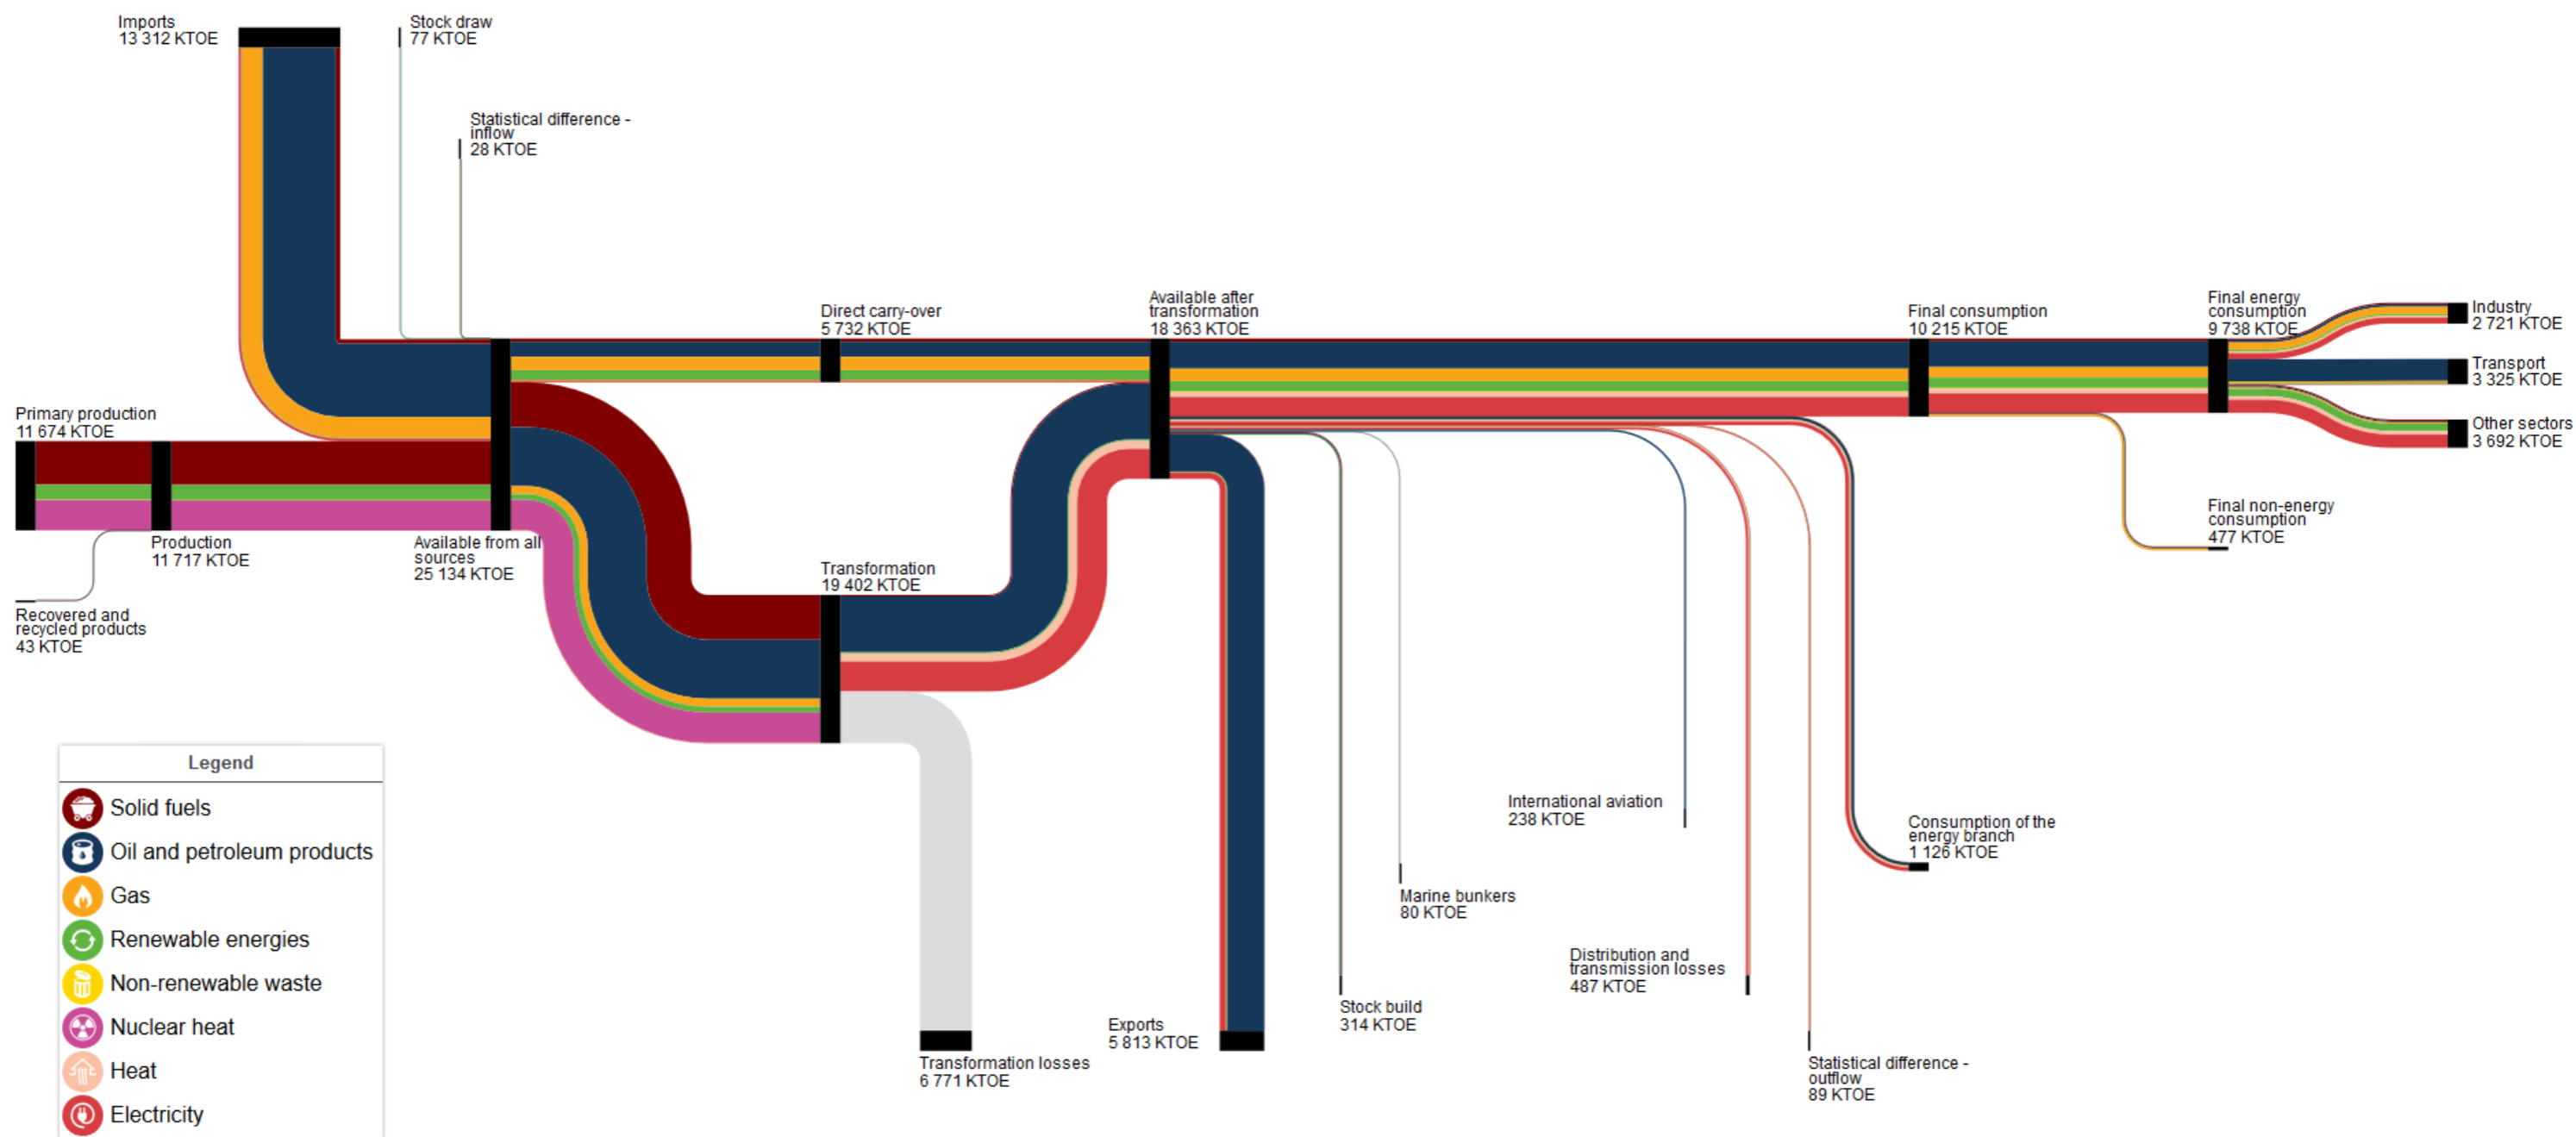 Imports
13 312 KTOE
Stock draw
77 KTOE
Statistical difference -
inflow
28 KTOE
Primary production
11 674 KTOE
Production
11 717 KTOE
Recovered and
recycled products
43 KTOE
Available from all
sources
25 134 KTOE
Direct carry-over
5 732 KTOE
Transformation
19 402 KTOE
Available after
transformation
18 363 KTOE
Final consumption
10 215 KTOE
Final energy
consumption
9 738 KTOE
Industry
2 721 KTOE
Transport
3 325 KTOE
Other sectors
3 692 KTOE
Final non-energy
consumption
477 KTOE
International aviation
238 KTOE
Consumption of the
energy branch
1 126 KTOE
Marine bunkers
80 KTOE
Distribution and
transmission losses
487 KTOE
Stock build
314 KTOE
Exports
5 813 KTOE
Transformation losses
6 771 KTOE
Statistical difference -
outflow
89 KTOE
Legend
Solid fuels
Oil and petroleum products
Gas
Renewable energies
Non-renewable waste
Nuclear heat
Heat
Electricity